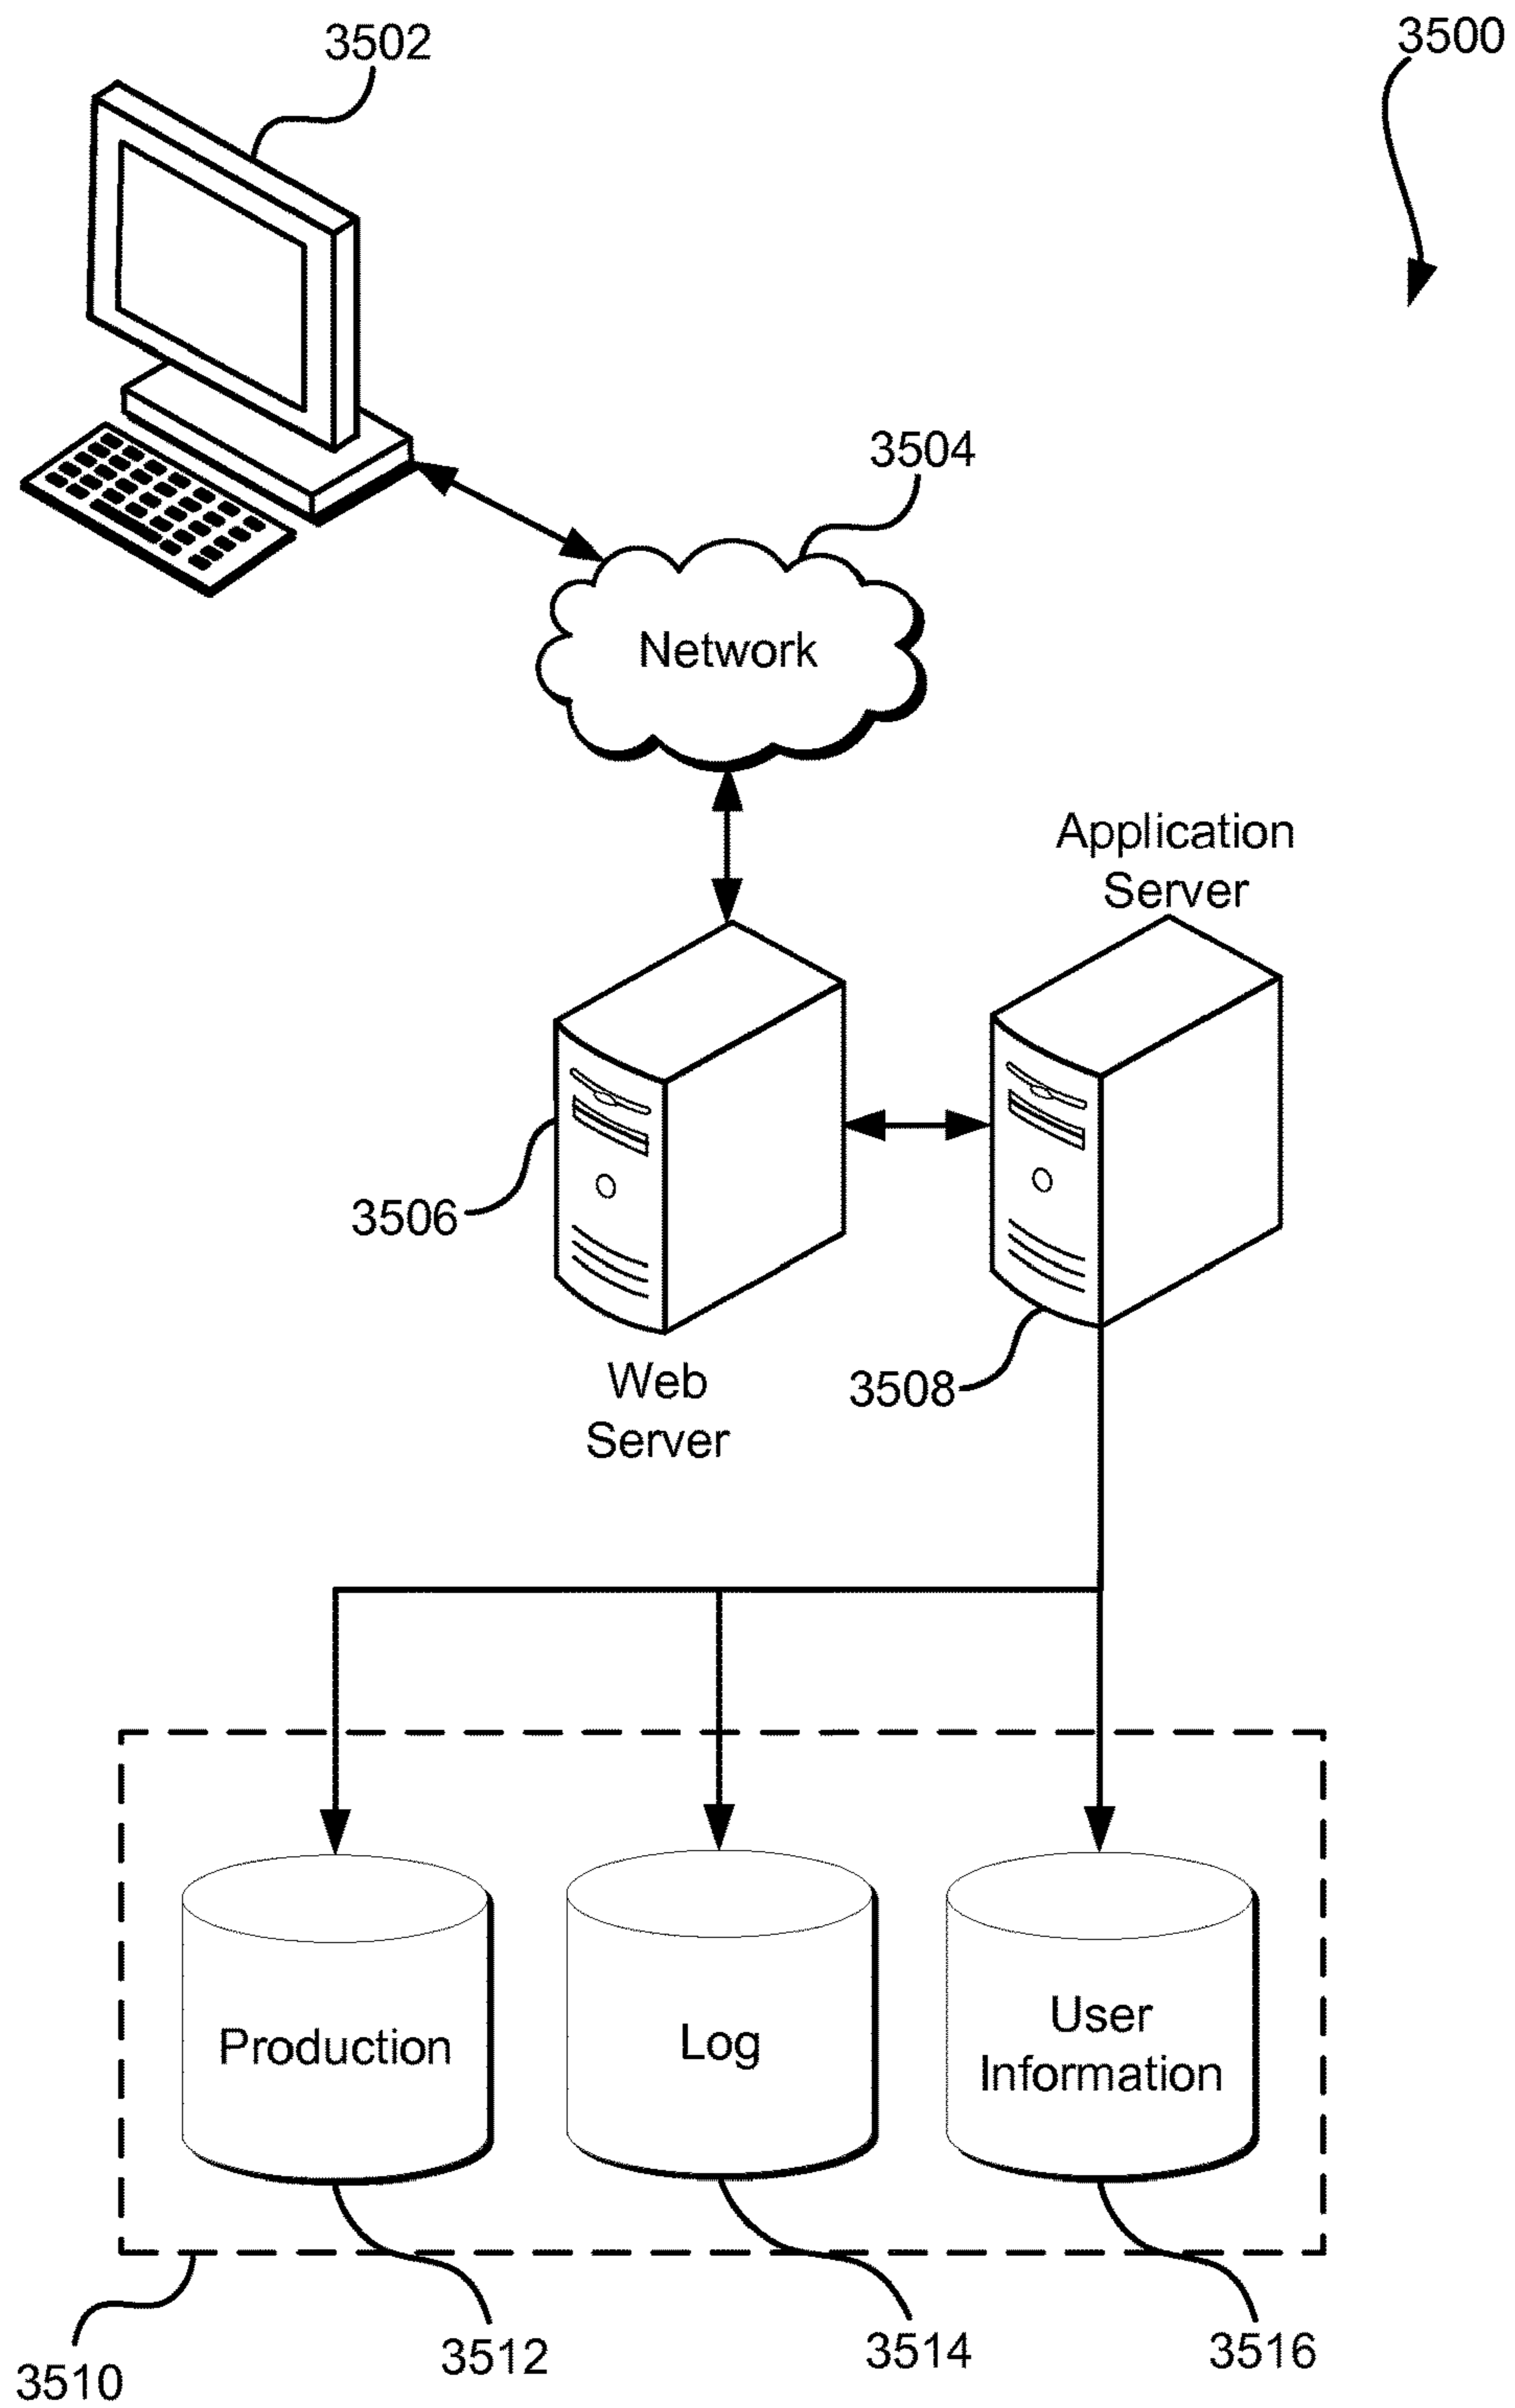 3502
3500
3504
Network
Application
Server
3506
3508
Web
Server
Production
Log
User
Information
3510
3512
3514
3516